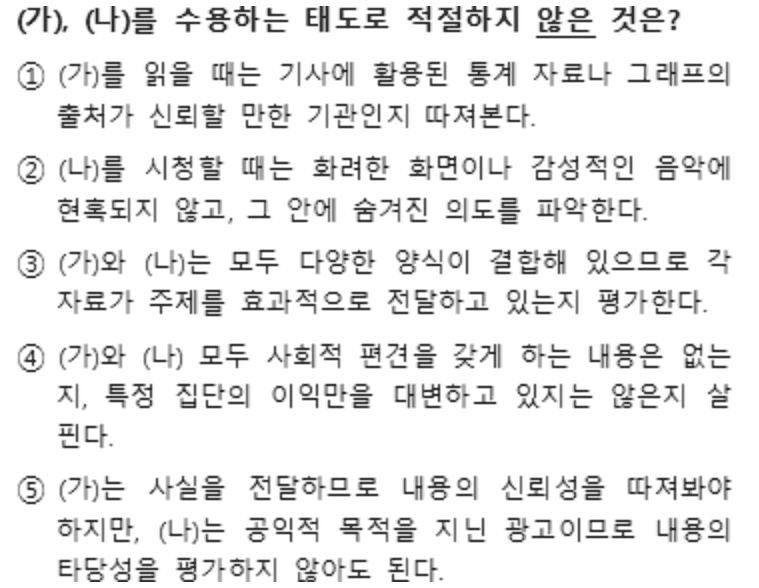 (가), (나)를 수용하는 태도로 적절하지 않은 것은?
① (가)를 읽을 때는 기사에 활용된 통계 자료나 그래프의
출처가 신뢰할 만한 기관인지 따져본다.
② (나)를 시청할 때는 화려한 화면이나 감성적인 음악에
현혹되지 않고, 그 안에 숨겨진 의도를 파악한다.
③ (가)와 (나)는 모두 다양한 양식이 결합해 있으므로 각
자료가 주제를 효과적으로 전달하고 있는지 평가한다.
④ (가)와 (나) 모두 사회적 편견을 갖게 하는 내용은 없는
지, 특정 집단의 이익만을 대변하고 있지는 않은지 살
핀다.
⑤ (가)는 사실을 전달하므로 내용의 신뢰성을 따져봐야
하지만, (나)는 공익적 목적을 지닌 광고이므로 내용의
타당성을 평가하지 않아도 된다.